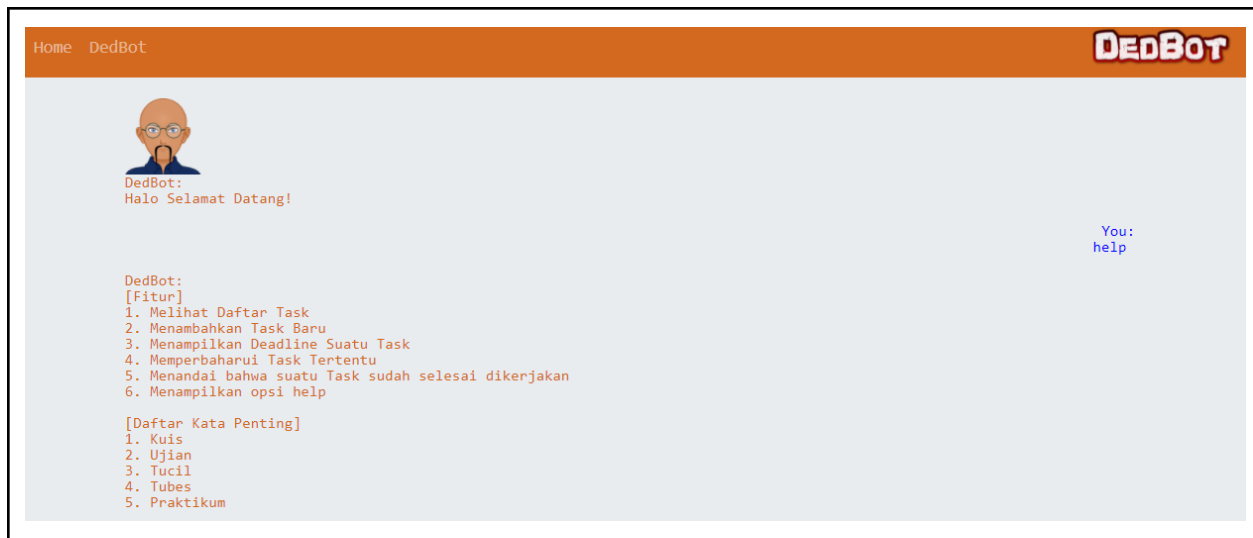 Home DedBot
DEDBOT
DedBot:
Halo Selamat Datang!
You:
help
DedBot:
[Fitur]
1. Melihat Daftar Task
2. Menambahkan Task Baru
3. Menampilkan Deadline Suatu Task
4. Memperbaharui Task Tertentu
5. Menandai bahwa suatu Task sudah selesai dikerjakan
6. Menampilkan opsi help
[Daftar Kata Penting]
1. Kuis
2. Ujian
3. Tucil
4. Tubes
5. Praktikum